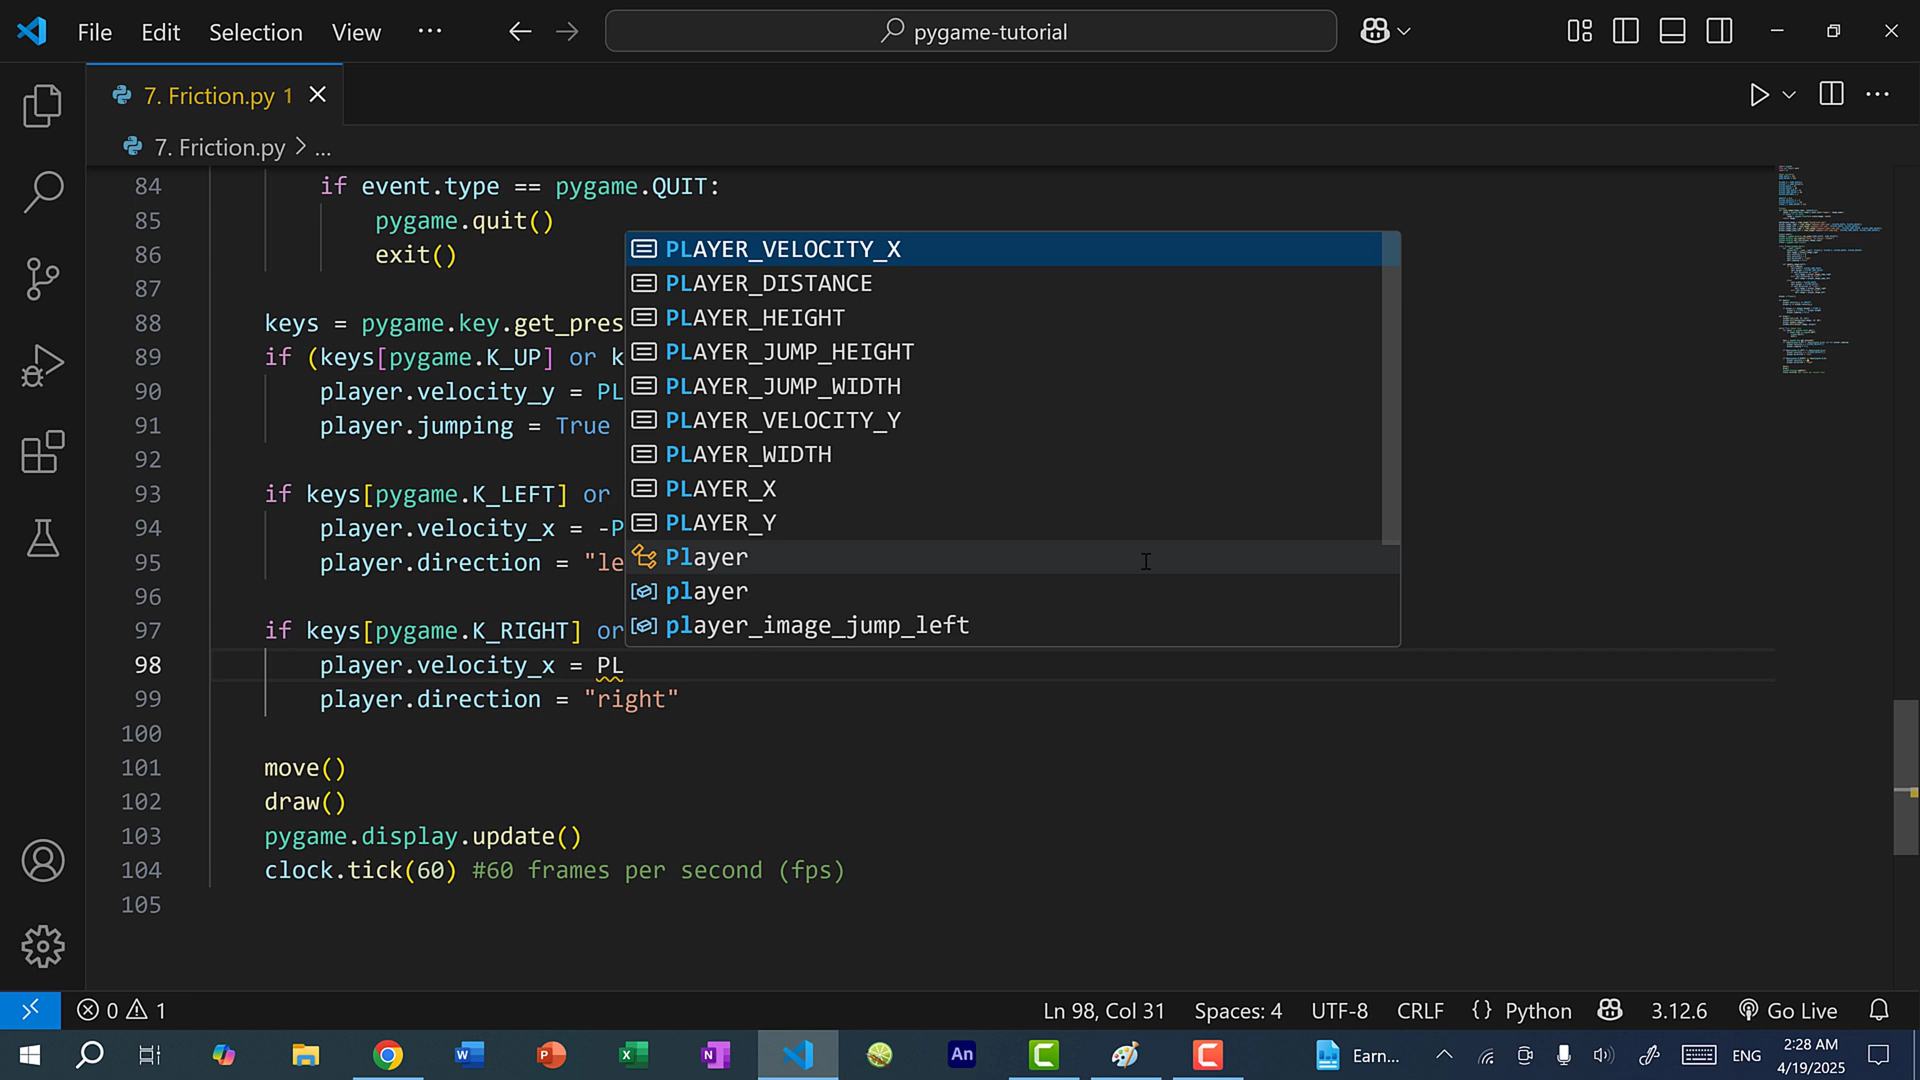 File Edit Selection View ... pygame-tutorial
7. Friction.py 1
7. Friction.py > ...
84 if event.type == pygame.QUIT:
85 pygame.quit()
86 exit()
87
88 keys = pygame.key.get_pres
89 if (keys[pygame.K_UP] or k
90 player.velocity_y = PL
91 player.jumping = True
92
93 if keys[pygame.K_LEFT] or
94 player.velocity_x = -P
95 player.direction = "le
96
97 if keys[pygame.K_RIGHT] or
98 player.velocity_x = PL
99 player.direction = "right"
100
101 move()
102 draw()
103 pygame.display.update()
104 clock.tick(60) #60 frames per second (fps)
105
PLAYER_VELOCITY_X
PLAYER_DISTANCE
PLAYER_HEIGHT
PLAYER_JUMP_HEIGHT
PLAYER_JUMP_WIDTH
PLAYER_VELOCITY_Y
PLAYER_WIDTH
PLAYER_X
PLAYER_Y
Player
player
player_image_jump_left
0 1 Ln 98, Col 31 Spaces: 4 UTF-8 CRLF {} Python 3.12.6 Go Live
An Earn... ENG 2:28 AM
4/19/2025